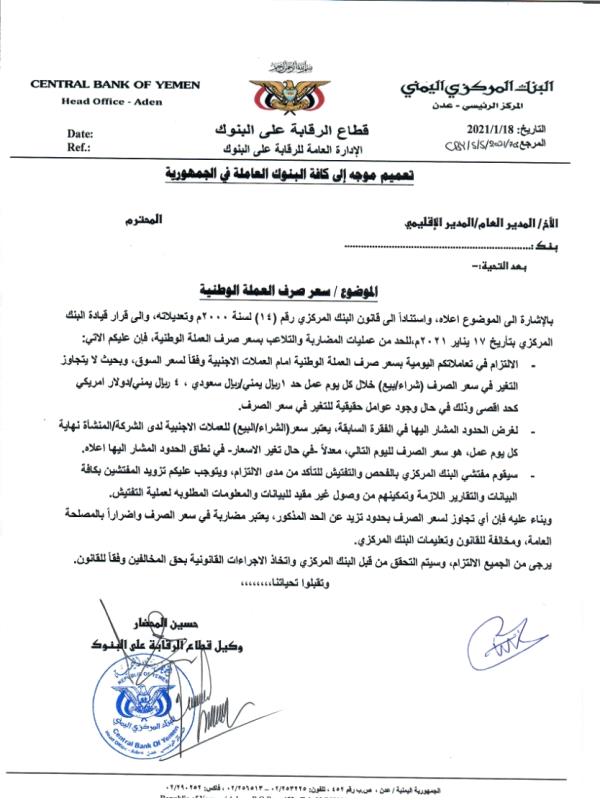 CENTRAL BANK OF YEMEN
Head Office - Aden
البنك المركزي اليمني
المركز الرئيسي - عدن
قطاع الرقابة على البنوك
الإدارة العامة للرقابة على البنوك
Date:
Ref.:
التاريخ: 2021/1/18
المرجع
تعميم موجه إلى كافة البنوك العاملة في الجمهورية
الأخ/ المدير العام/المدير الإقليمي المحترم
بنك:
بعد التحية:-
الموضوع / سعر صرف العملة الوطنية
بالإشارة الى الموضوع اعلاه، واستناداً الى قانون البنك المركزي رقم (١٤) لسنة ٢٠٠٠م وتعديلاته، والى قرار قيادة البنك
المركزي بتأريخ ١٧ يناير ٢٠٢١م،للحد من عمليات المضاربة والتلاعب بسعر صرف العملة الوطنية، فإن عليكم الاتي:
- الالتزام في تعاملاتكم اليومية بسعر صرف العملة الوطنية امام العملات الاجنبية وفقاً لسعر السوق، وبحيث لا يتجاوز
التغير في سعر الصرف (شراء/بيع) خلال كل يوم عمل حد ١ريال يمني/ريال سعودي ، ٤ ريال يمني/دولار امريكي
كحد اقصى وذلك في حال وجود عوامل حقيقية للتغير في سعر الصرف.
- لغرض الحدود المشار اليها في الفقرة السابقة، يعتبر سعر(الشراء/البيع) للعملات الاجنبية لدى الشركة/المنشأة نهاية
كل يوم عمل، هو سعر الصرف لليوم التالي، معدلاً -في حال تغير الاسعار- في نطاق الحدود المشار اليها اعلاه.
- سيقوم مفتشي البنك المركزي بالفحص والتفتيش للتأكد من مدى الالتزام، ويتوجب عليكم تزويد المفتشين بكافة
البيانات والتقارير اللازمة وتمكينهم من وصول غير مقيد للبيانات والمعلومات المطلوبه لعملية التفتيش.
وبناء عليه فإن أي تجاوز لسعر الصرف بحدود تزيد عن الحد المذكور، يعتبر مضاربة في سعر الصرف واضراراً بالمصلحة
العامة، ومخالفة للقانون وتعليمات البنك المركزي.
يرجى من الجميع الالتزام، وسيتم التحقق من قبل البنك المركزي واتخاذ الاجراءات القانونية بحق المخالفين وفقاً للقانون.
وتقبلوا تحياتنا،،،،،،،،،
حسين المحضار
وكيل قطاع الرقابة على البنوك
REPUBLIC OF YEMEN
البنك المركزي اليمني
Central Bank Of Yemen
Head Office - Aden
الجمهورية اليمنية / عدن ، ص.ب رقم ٤٥٢ ، تلفون: ٠٢/٢٥٣٢٢٥ - ٠٢/٢٥٦٥١٣ ، فاكس: ٠٢/٢٩٠٢٥٢